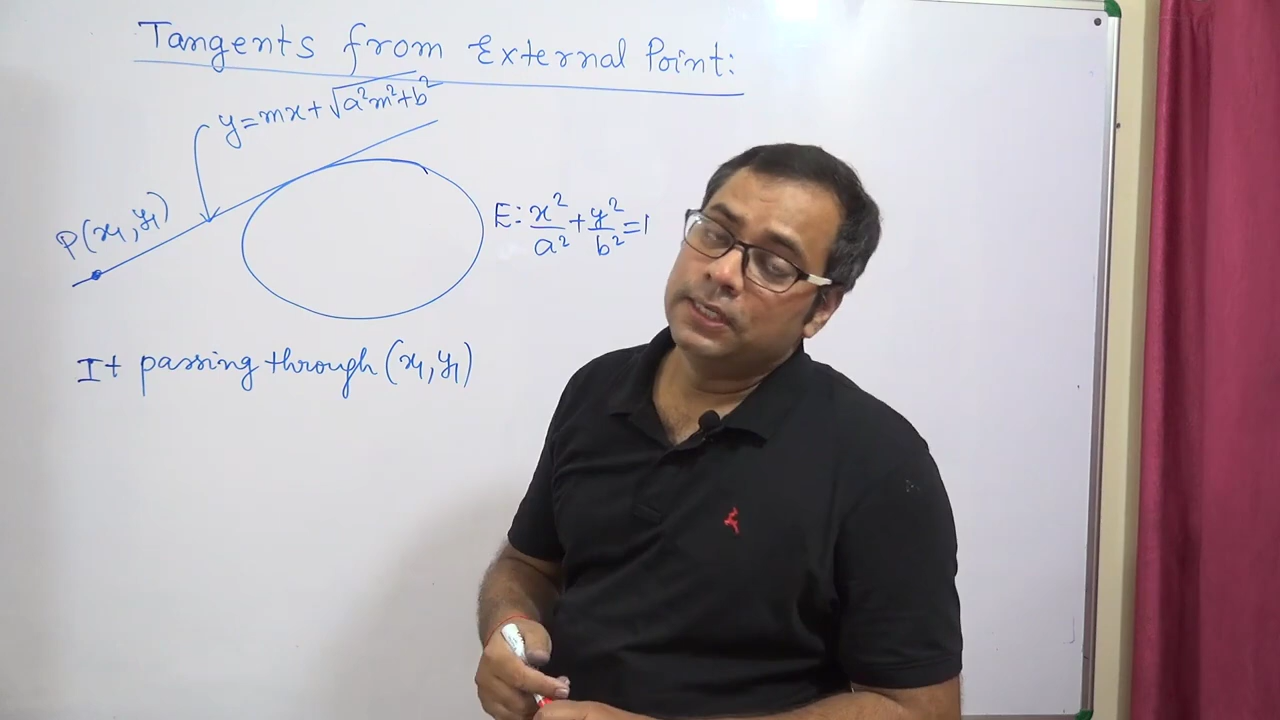 Tangents from External Point:
y=mx+√a²m²+b²
P(x₁,y₁)
E: x²/a²+y²/b²=1
It passing through (x₁,y₁)